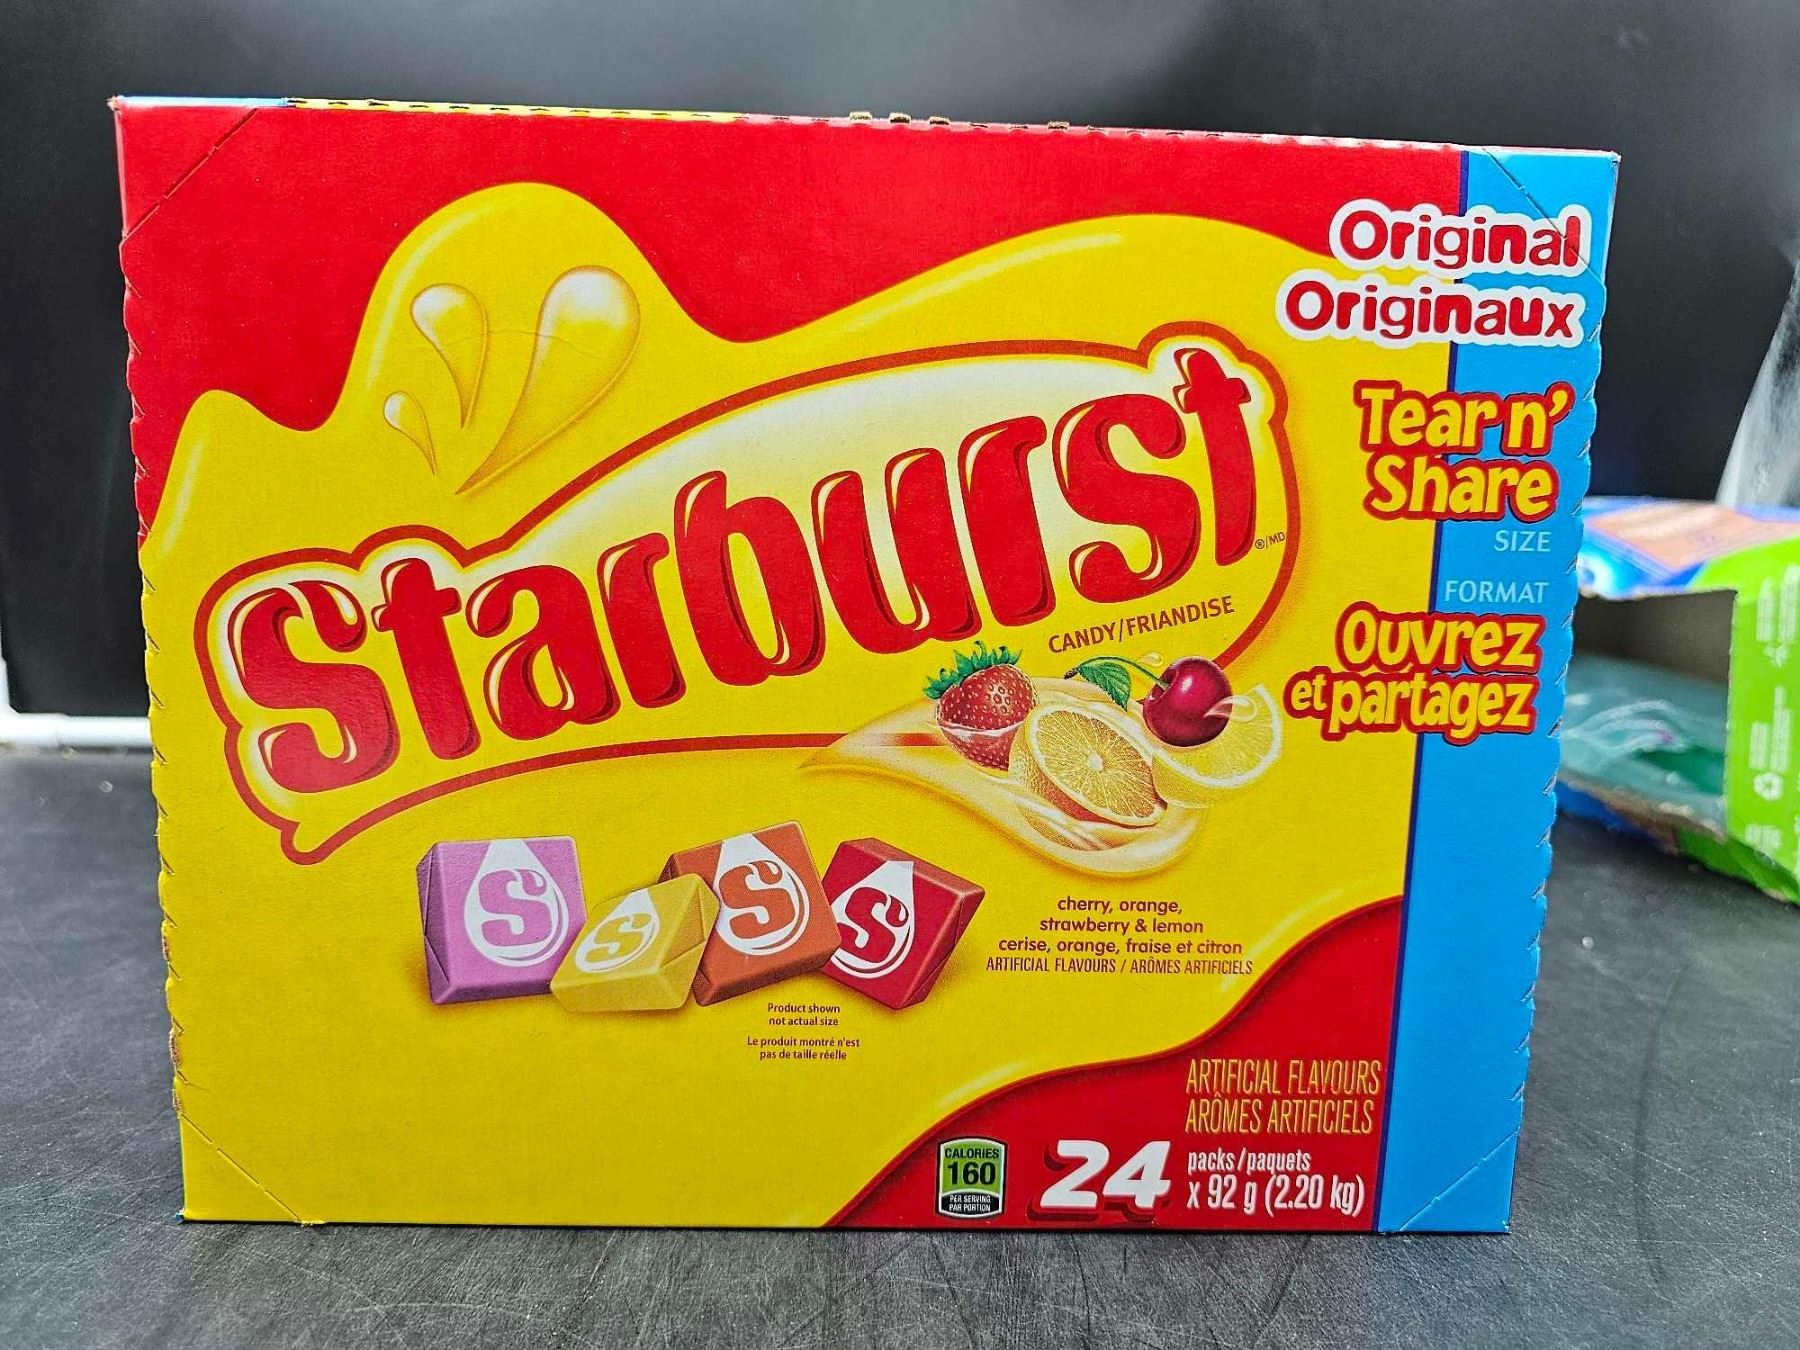 Original
Originaux
Tear n'
Share
SIZE
FORMAT
Ouvrez
et partagez
Starburst
®/MD
CANDY/FRIANDISE
S
S
S
S
cherry, orange,
strawberry & lemon
cerise, orange, fraise et citron
ARTIFICIAL FLAVOURS / ARÔMES ARTIFICIELS
Product shown
not actual size
Le produit montré n'est
pas de taille réelle
ARTIFICIAL FLAVOURS
ARÔMES ARTIFICIELS
CALORIES
160
PER SERVING
PAR PORTION
24
packs/paquets
x 92 g (2.20 kg)